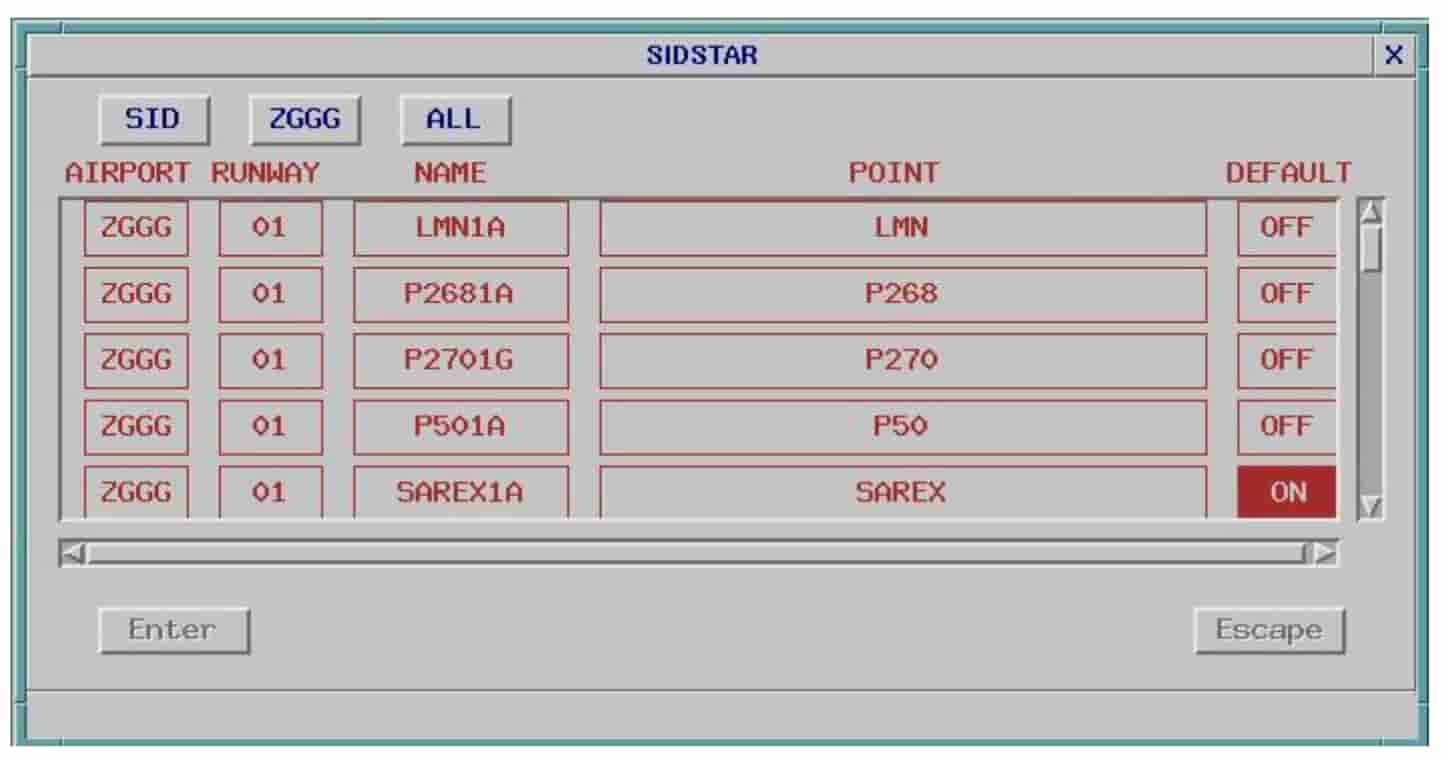 SIDSTAR X
SID ZGGG ALL
AIRPORT RUNWAY NAME POINT DEFAULT
ZGGG 01 LMN1A LMN OFF
ZGGG 01 P2681A P268 OFF
ZGGG 01 P2701G P270 OFF
ZGGG 01 P501A P50 OFF
ZGGG 01 SAREX1A SAREX ON
Enter Escape